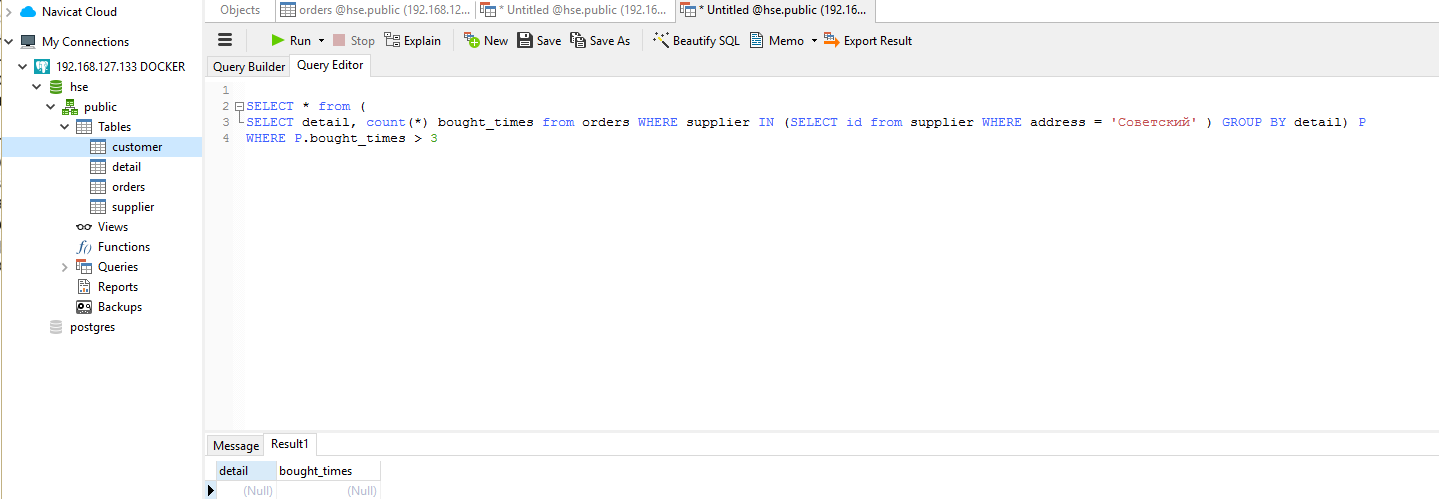 Navicat Cloud
My Connections
192.168.127.133 DOCKER
hse
public
Tables
customer
detail
orders
supplier
Views
Functions
Queries
Reports
Backups
postgres
Objects
orders @hse.public (192.168.12...
* Untitled @hse.public (192.16...
* Untitled @hse.public (192.16...
Run Stop Explain New Save Save As Beautify SQL Memo Export Result
Query Builder Query Editor
1
2 SELECT * from (
3 SELECT detail, count(*) bought_times from orders WHERE supplier IN (SELECT id from supplier WHERE address = 'Советский' ) GROUP BY detail) P
4 WHERE P.bought_times > 3
Message Result1
detail bought_times
(Null) (Null)